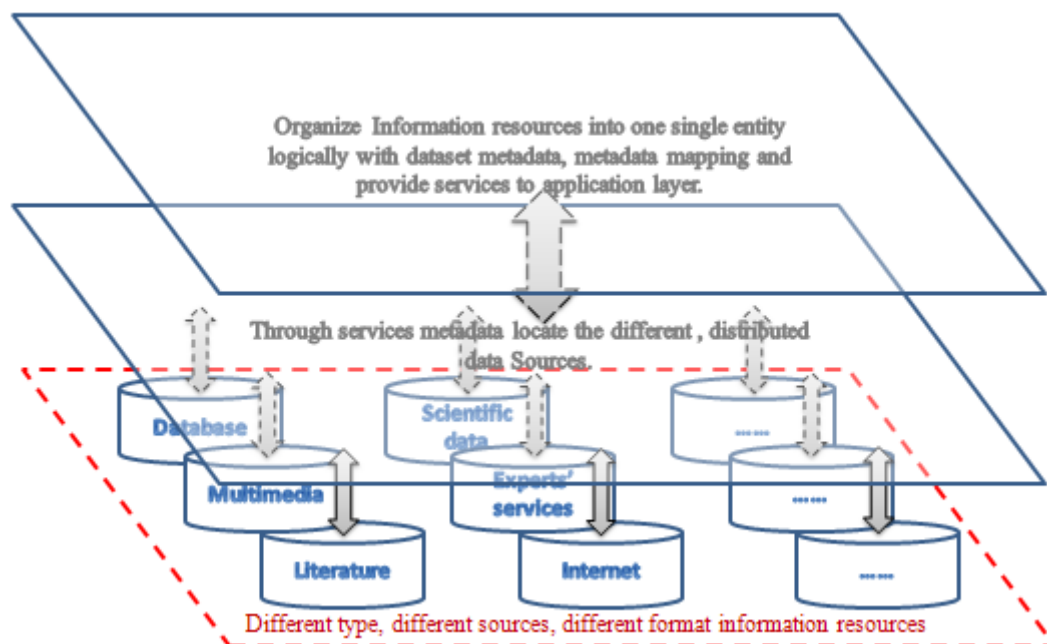 Organize Information resources into one single entity
logically with dataset metadata, metadata mapping and
provide services to application layer.
Through services metadata locate the different , distributed
data Sources.
Database
Scientific
data
......
Multimedia
Experts'
services
......
Literature
Internet
......
Different type, different sources, different format information resources